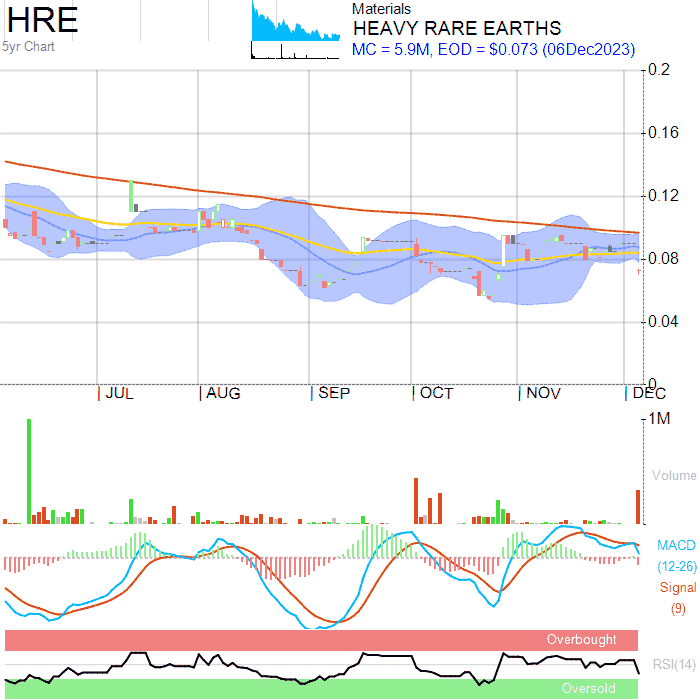 HRE
5yr Chart
Materials
HEAVY RARE EARTHS
MC = 5.9M, EOD = $0.073 (06Dec2023)
0.2
0.16
0.12
0.08
0.04
0
JUL AUG SEP OCT NOV DEC
1M
Volume
MACD
(12-26)
Signal
(9)
Overbought
RSI(14)
Oversold